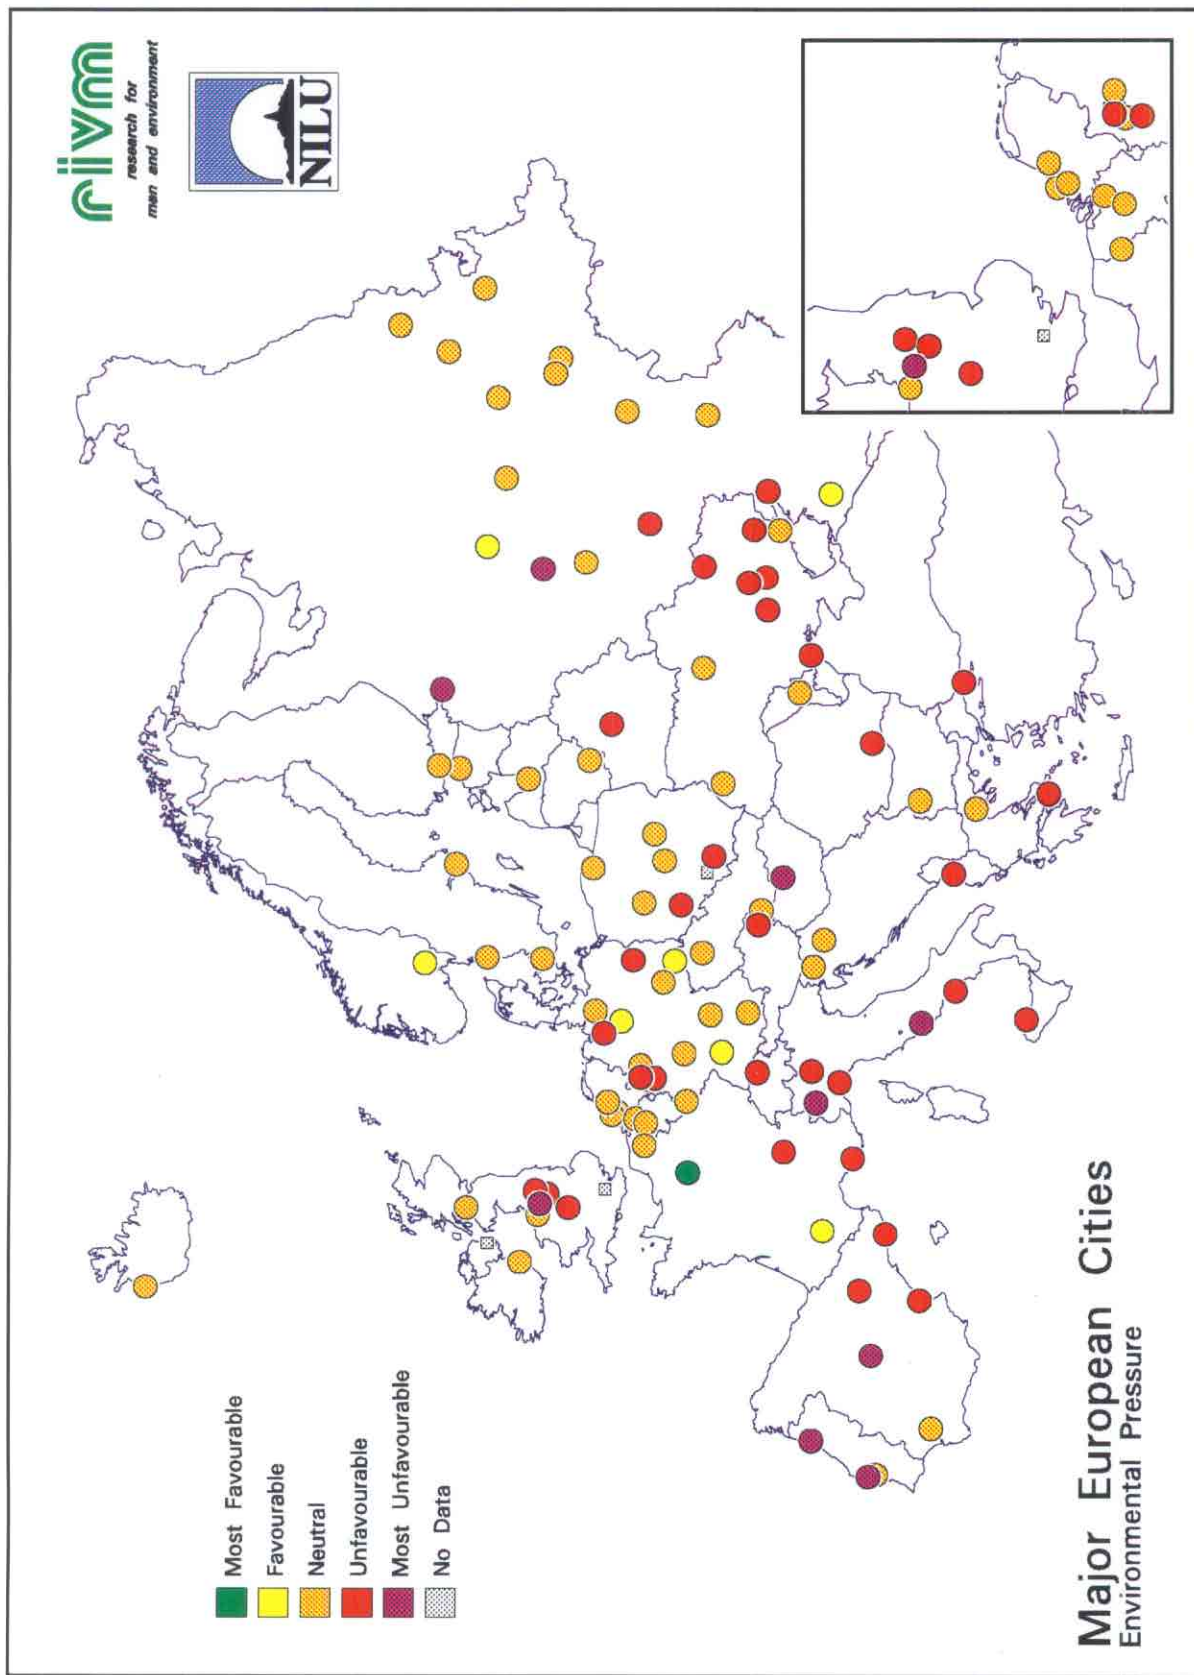 riivm
research for
man and environment
NILU
Most Favourable
Favourable
Neutral
Unfavourable
Most Unfavourable
No Data
Major European Cities
Environmental Pressure